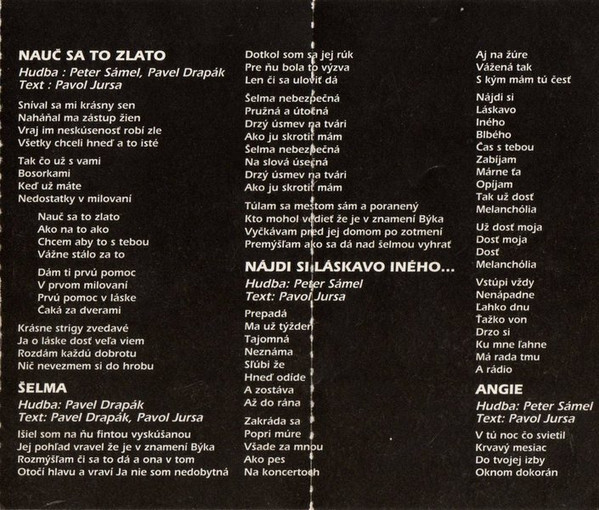 NAUČ SA TO ZLATO
Hudba : Peter Sámel, Pavel Drapák
Text : Pavol Jursa
Sníval sa mi krásny sen
Naháňal ma zástup žien
Vraj im neskúsenosť robí zle
Všetky chceli hneď a to isté
Tak čo už s vami
Bosorkami
Keď už máte
Nedostatky v milovaní
Nauč sa to zlato
Ako na to ako
Chcem aby to s tebou
Vážne stálo za to
Dám ti prvú pomoc
V prvom milovaní
Prvú pomoc v láske
Čaká za dverami
Krásne strigy zvedavé
Ja o láske dosť veľa viem
Rozdám každú dobrotu
Nič nevezmem si do hrobu
ŠELMA
Hudba: Pavel Drapák
Text: Pavel Drapák, Pavol Jursa
Išiel som na ňu fintou vyskúšanou
Jej pohľad vravel že je v znamení Býka
Rozmýšľam či sa to dá a ona v tom
Otočí hlavu a vraví Ja nie som nedobytná
Dotkol som sa jej rúk
Pre ňu bola to výzva
Len či sa uloviť dá
Šelma nebezpečná
Pružná a útočná
Drzý úsmev na tvári
Ako ju skrotiť mám
Šelma nebezpečná
Na slová úsečná
Drzý úsmev na tvári
Ako ju skrotiť mám
Túlam sa mestom sám a poranený
Kto mohol vedieť že je v znamení Býka
Vyčkávam pred jej domom po zotmení
Premýšľam ako sa dá nad šelmou vyhrať
NÁJDI SI LÁSKAVO INÉHO...
Hudba: Peter Sámel
Text: Pavol Jursa
Prepadá
Ma už týždeň
Tajomná
Neznáma
Sľúbi že
Hneď odíde
A zostáva
Až do rána
Zakráda sa
Popri múre
Všade za mnou
Ako pes
Na koncertoch
Aj na žúre
Vážená tak
S kým mám tú česť
Nájdi si
Láskavo
Iného
Blbého
Čas s tebou
Zabíjam
Márne ťa
Opíjam
Tak už dosť
Melanchólia
Už dosť moja
Dosť moja
Dosť
Melanchólia
Vstúpi vždy
Nenápadne
Ľahko dnu
Ťažko von
Drzo si
Ku mne ľahne
Má rada tmu
A rádio
ANGIE
Hudba: Peter Sámel
Text: Pavol Jursa
V tú noc čo svietil
Krvavý mesiac
Do tvojej izby
Oknom dokorán